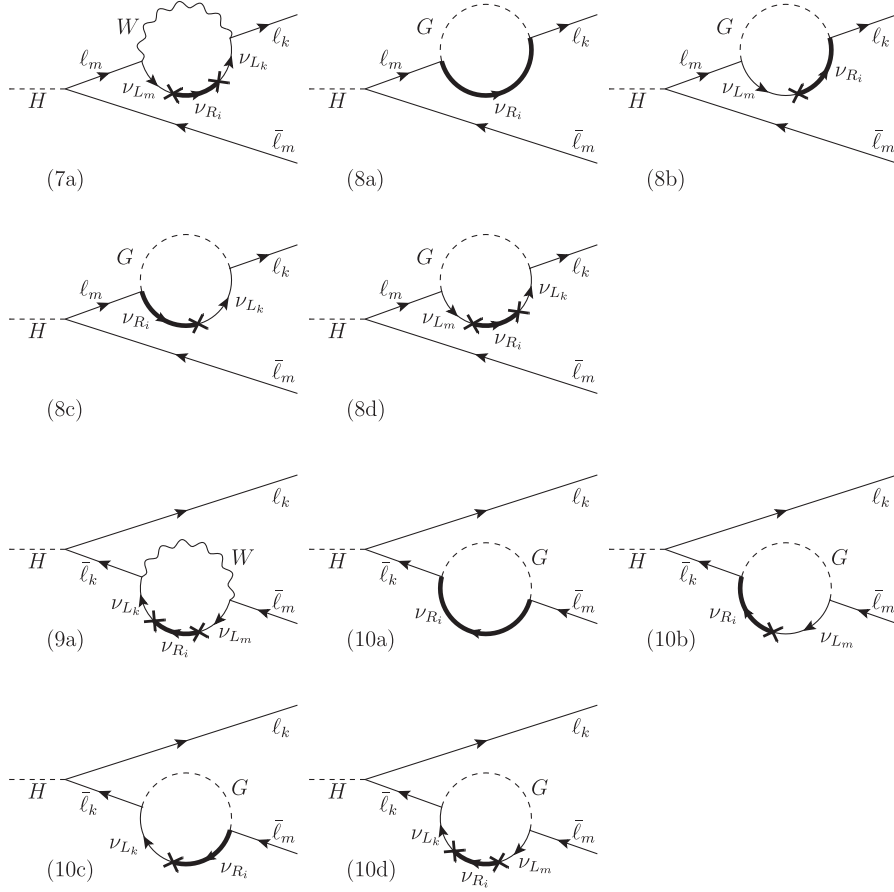 W G G
ℓ_m ν_{L_k} ℓ_k ℓ_m ℓ_k ℓ_m ℓ_k
H ν_{L_m} ν_{R_i} H ν_{R_i} H ν_{L_m} ν_{R_i}
ℓ̄_m ℓ̄_m ℓ̄_m
(7a) (8a) (8b)
G G
ℓ_m ℓ_k ℓ_m ℓ_k
H ν_{R_i} ν_{L_k} H ν_{L_m} ν_{R_i} ν_{L_k}
ℓ̄_m ℓ̄_m
(8c) (8d)
ℓ_k ℓ_k ℓ_k
H W H G H G
ℓ̄_k ℓ̄_k ℓ̄_k
ν_{L_k} ℓ̄_m ν_{R_i} ℓ̄_m ν_{R_i} ℓ̄_m
(9a) ν_{R_i} ν_{L_m} (10a) (10b) ν_{L_m}
ℓ_k ℓ_k
H G H G
ℓ̄_k ℓ̄_k
ν_{L_k} ℓ̄_m ν_{L_k} ℓ̄_m
(10c) ν_{R_i} (10d) ν_{R_i} ν_{L_m}